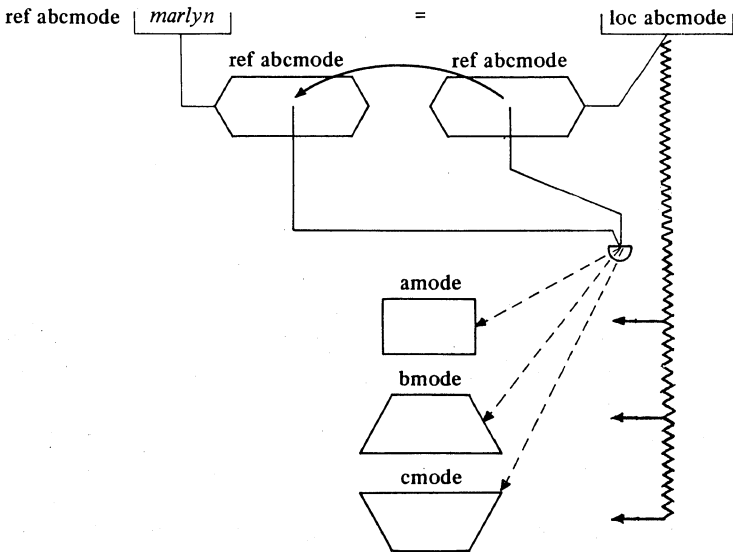 ref abcmode marlyn = loc abcmode
ref abcmode ref abcmode
amode
bmode
cmode